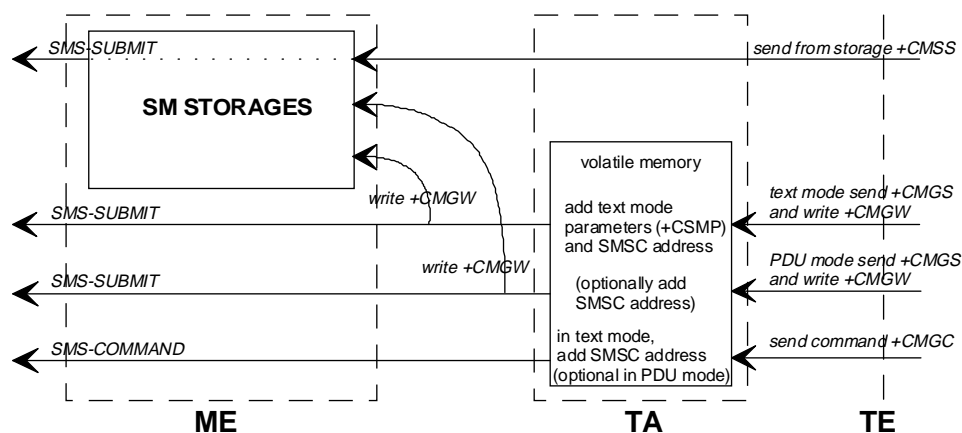 SMS-SUBMIT
send from storage +CMSS
SM STORAGES
volatile memory
write +CMGW
SMS-SUBMIT
add text mode
parameters (+CSMP)
and SMSC address
text mode send +CMGS
and write +CMGW
write +CMGW
SMS-SUBMIT
(optionally add
SMSC address)
PDU mode send +CMGS
and write +CMGW
SMS-COMMAND
in text mode,
add SMSC address
(optional in PDU mode)
send command +CMGC
ME
TA
TE